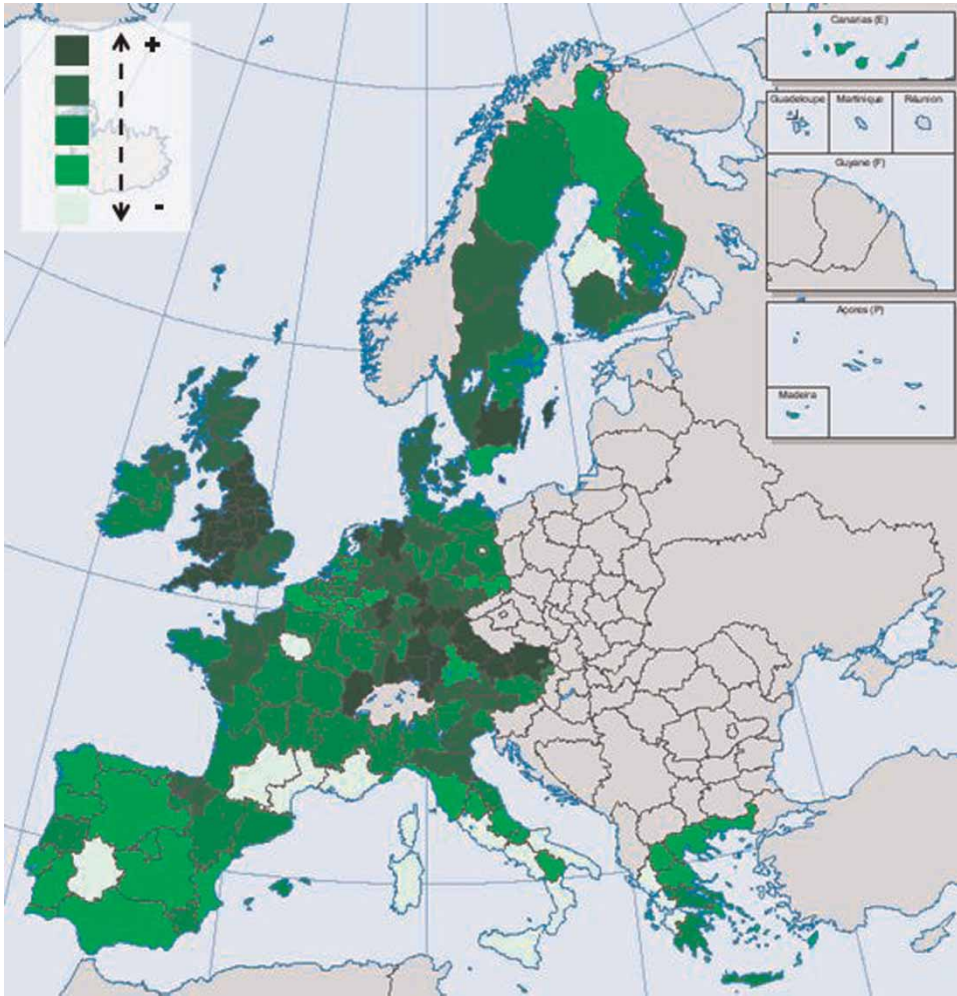 +
-
Canarias (E)
Guadeloupe
Martinique
Réunion
Guyane (F)
Açores (P)
Madeira